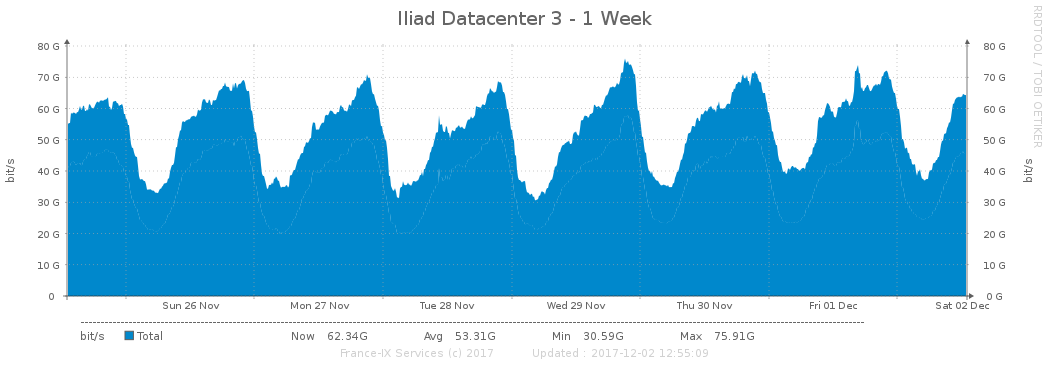 Iliad Datacenter 3 - 1 Week
RRDTOOL / TOBI OETIKER
bit/s
80 G 80 G
70 G 70 G
60 G 60 G
50 G 50 G
40 G 40 G
30 G 30 G
20 G 20 G
10 G 10 G
0 0 G
bit/s
Sun 26 Nov Mon 27 Nov Tue 28 Nov Wed 29 Nov Thu 30 Nov Fri 01 Dec Sat 02 Dec
bit/s Total Now 62.34G Avg 53.31G Min 30.59G Max 75.91G
France-IX Services (c) 2017 Updated : 2017-12-02 12:55:09